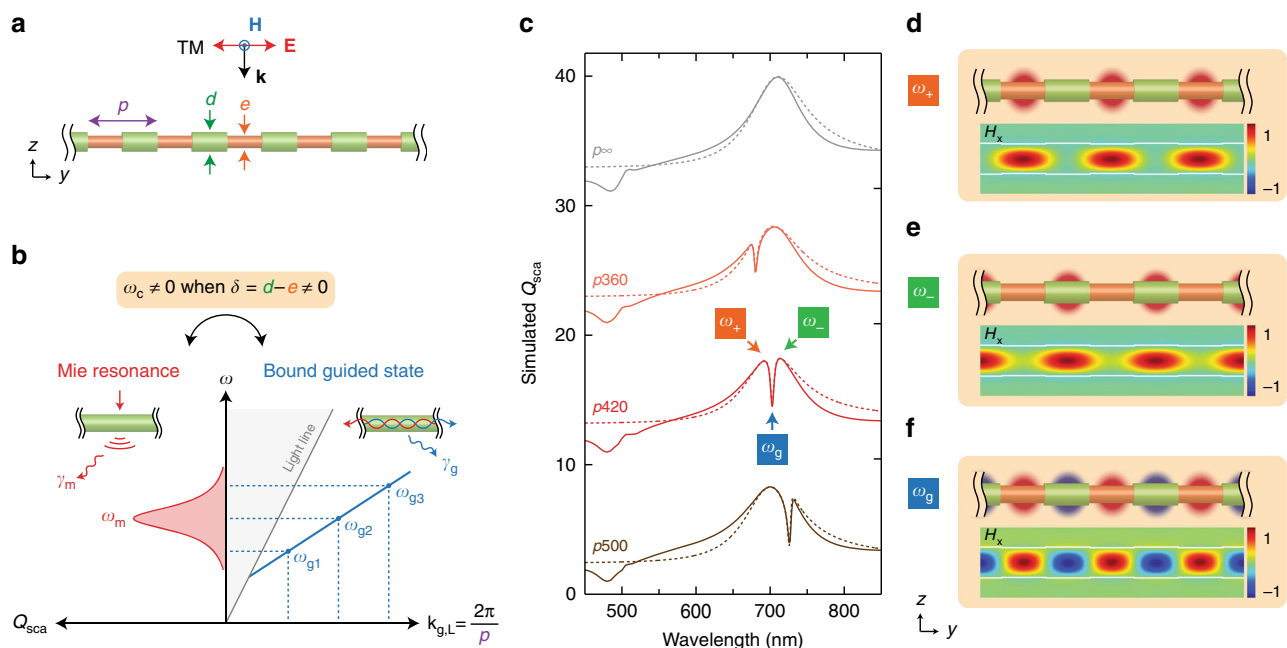 a
H
TM
E
k
p
d
e
z
y
b
ω_c ≠ 0 when δ = d–e ≠ 0
Mie resonance
ω
Bound guided state
Light line
γ_m
γ_g
ω_m
ω_g3
ω_g2
ω_g1
Q_sca
k_g,L = 2π/p
c
Simulated Q_sca
40
30
20
10
0
p∞
p360
ω_+
ω_–
p420
ω_g
p500
500
600
700
800
Wavelength (nm)
d
ω_+
H_x
1
–1
e
ω_–
H_x
1
–1
f
ω_g
H_x
1
–1
z
y